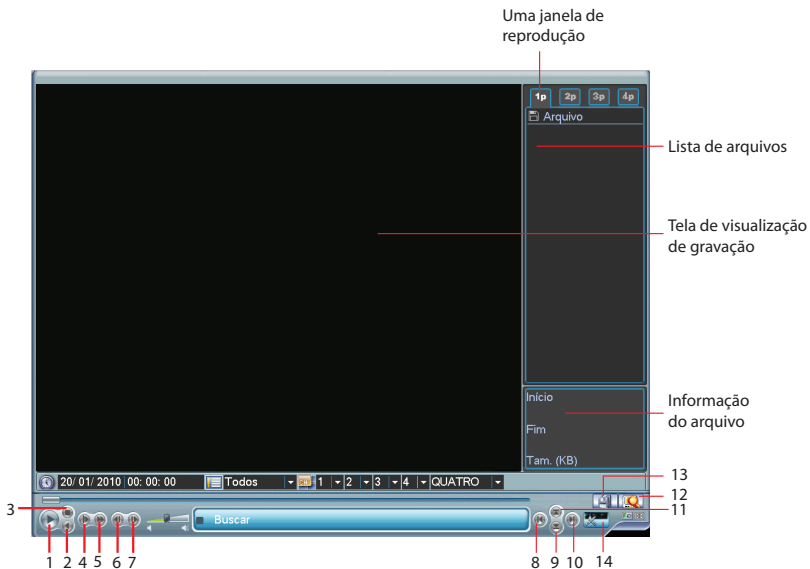 Uma janela de
reprodução
1p 2p 3p 4p
Arquivo
Lista de arquivos
Tela de visualização
de gravação
Início
Fim
Tam. (KB)
Informação
do arquivo
20/ 01/ 2010 00: 00: 00 Todos 1 2 3 4 QUATRO
13
12
11
3
Buscar
1 2 4 5 6 7 8 9 10 14